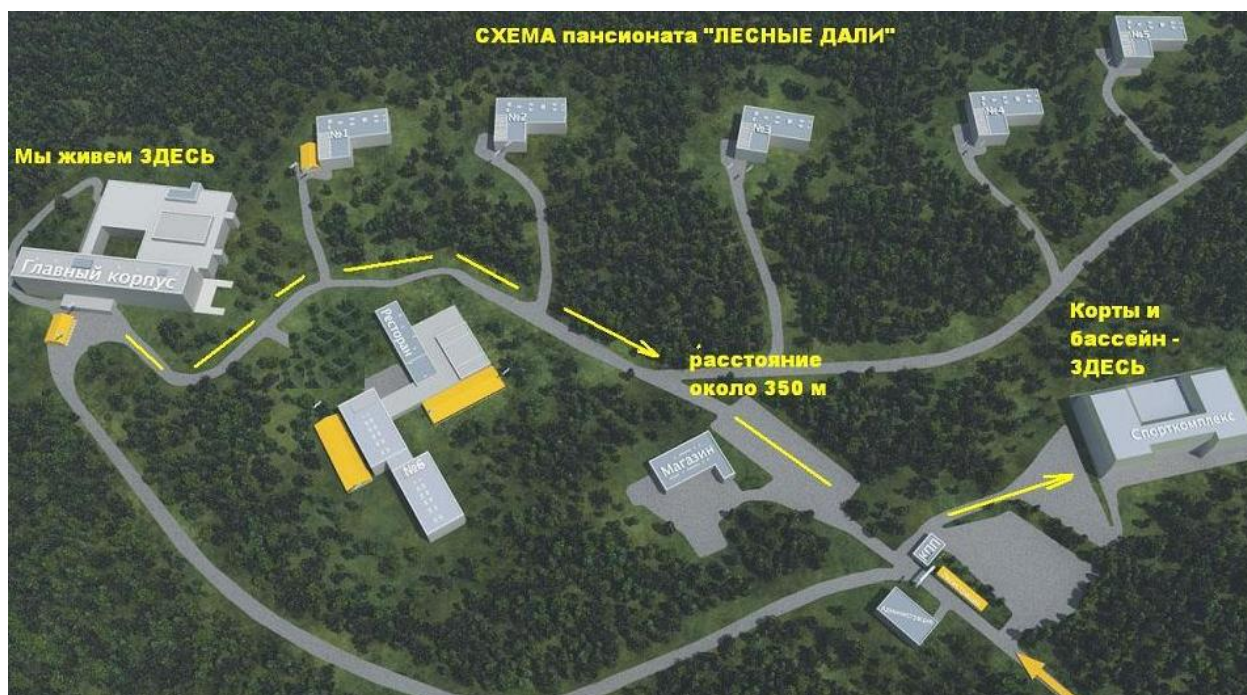 СХЕМА пансионата "ЛЕСНЫЕ ДАЛИ"
№5
№1
№2
№3
№4
Мы живем ЗДЕСЬ
Главный корпус
Ресторан
Корты и
бассейн -
ЗДЕСЬ
расстояние
около 350 м
Спорткомплекс
Магазин
№6
КПП